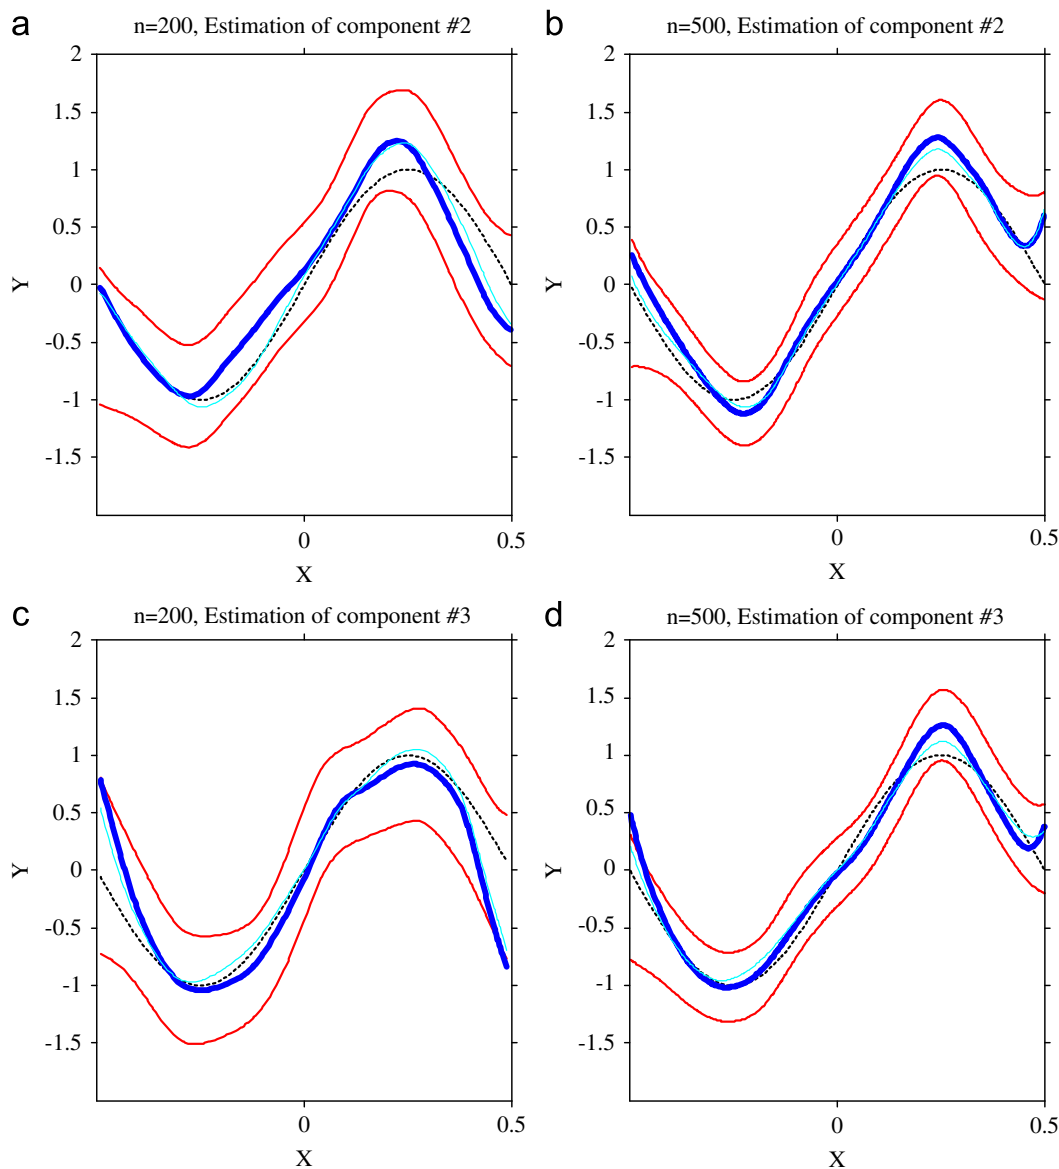 a
n=200, Estimation of component #2
2
1.5
1
0.5
0
-0.5
-1
-1.5
Y
0
0.5
X
b
n=500, Estimation of component #2
2
1.5
1
0.5
0
-0.5
-1
-1.5
Y
0
0.5
X
c
n=200, Estimation of component #3
2
1.5
1
0.5
0
-0.5
-1
-1.5
Y
0
0.5
X
d
n=500, Estimation of component #3
2
1.5
1
0.5
0
-0.5
-1
-1.5
Y
0
0.5
X